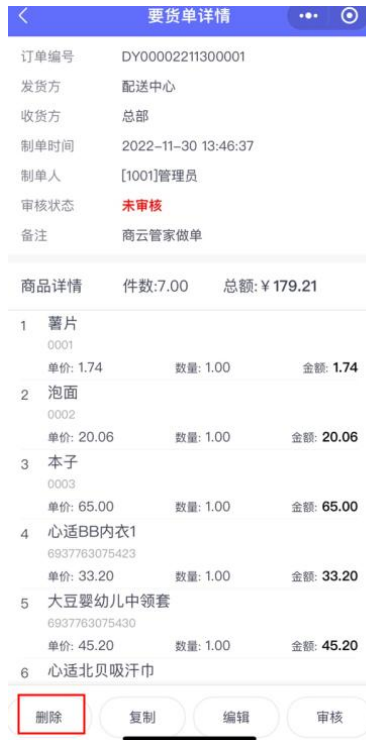 要货单详情
订单编号 DY00002211300001
发货方 配送中心
收货方 总部
制单时间 2022-11-30 13:46:37
制单人 [1001]管理员
审核状态 未审核
备注 商云管家做单
商品详情 件数:7.00 总额:¥179.21
1 薯片
0001
单价: 1.74 数量: 1.00 金额: 1.74
2 泡面
0002
单价: 20.06 数量: 1.00 金额: 20.06
3 本子
0003
单价: 65.00 数量: 1.00 金额: 65.00
4 心适BB内衣1
6937763075423
单价: 33.20 数量: 1.00 金额: 33.20
5 大豆婴幼儿中领套
6937763075430
单价: 45.20 数量: 1.00 金额: 45.20
6 心适北贝吸汗巾
删除 复制 编辑 审核